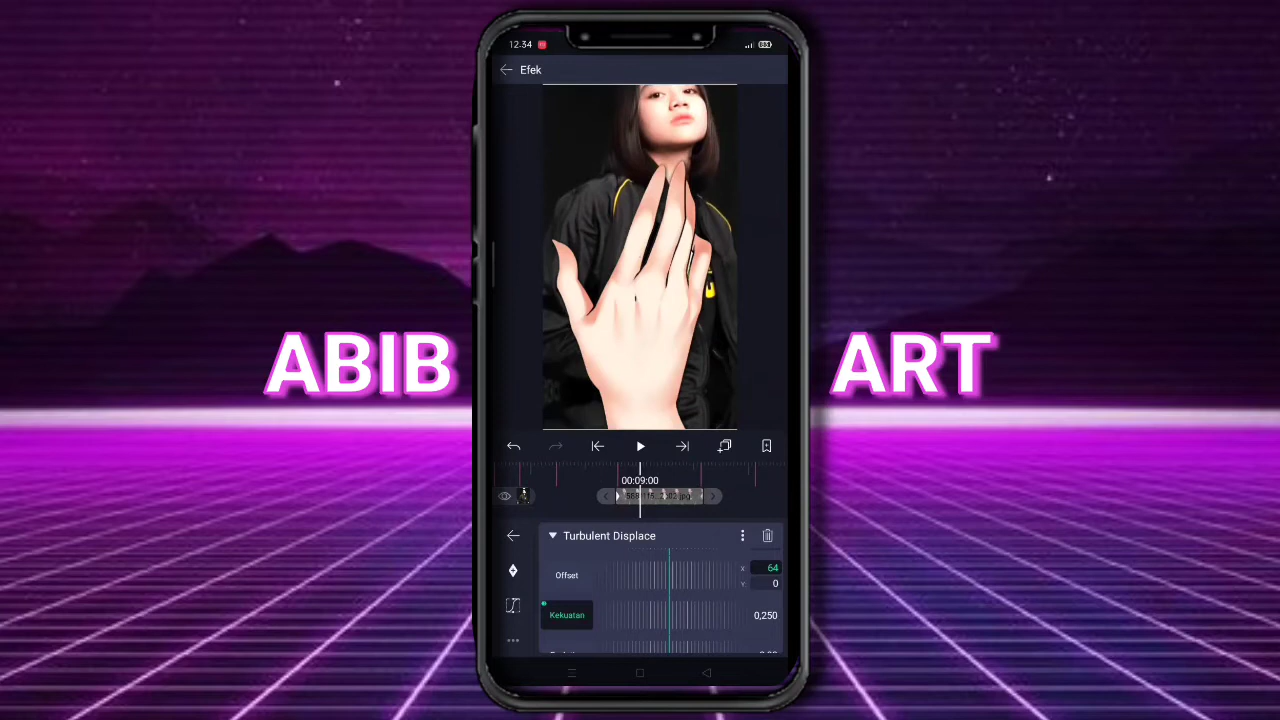 12.34
Efek
ABIB ART
00:09:00
Turbulent Displace
Offset
X 64
Y 0
Kekuatan 0,250